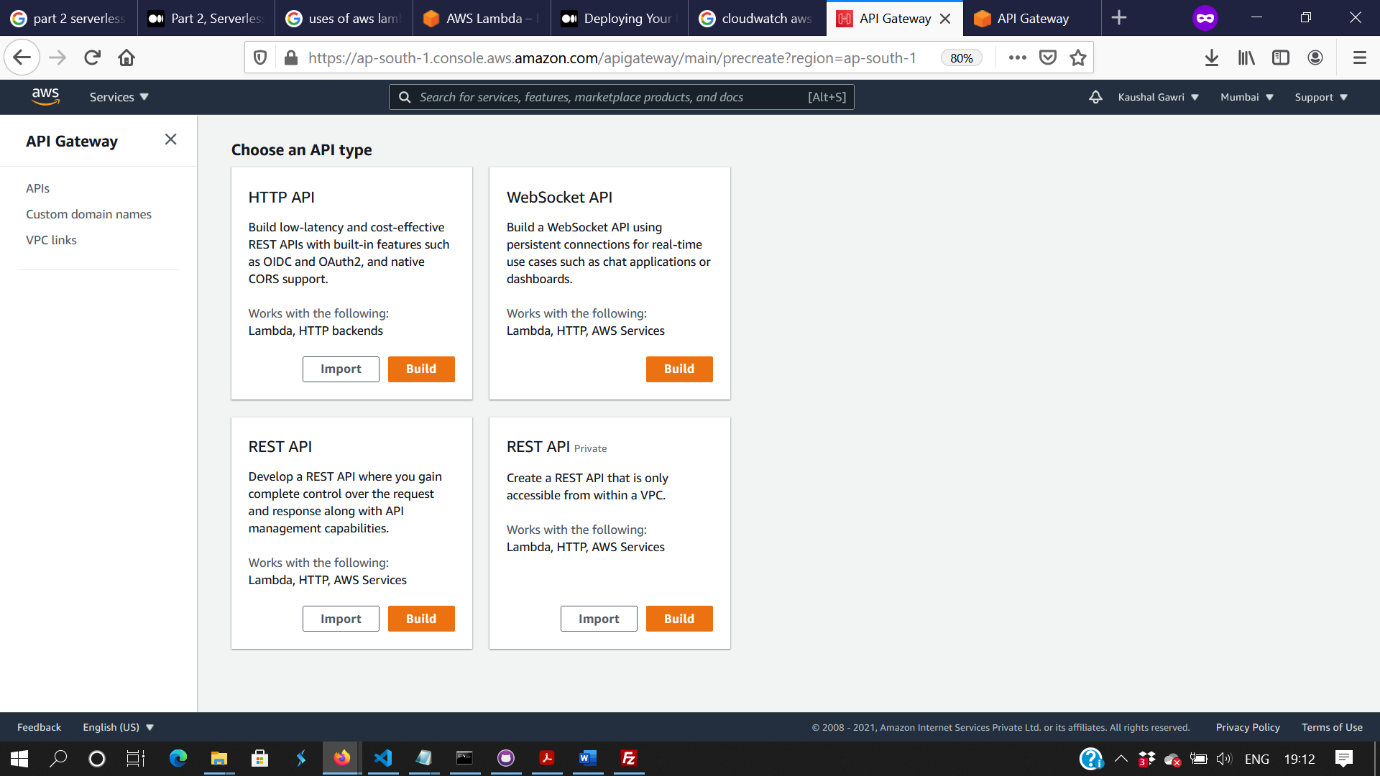 part 2 serverless
Part 2, Serverless
uses of aws lam
AWS Lambda –
Deploying Your
cloudwatch aws
API Gateway
API Gateway
https://ap-south-1.console.aws.amazon.com/apigateway/main/precreate?region=ap-south-1
80%
aws
Services
Search for services, features, marketplace products, and docs
[Alt+S]
Kaushal Gawri
Mumbai
Support
API Gateway
APIs
Custom domain names
VPC links
Choose an API type
HTTP API
Build low-latency and cost-effective
REST APIs with built-in features such
as OIDC and OAuth2, and native
CORS support.
Works with the following:
Lambda, HTTP backends
Import
Build
WebSocket API
Build a WebSocket API using
persistent connections for real-time
use cases such as chat applications or
dashboards.
Works with the following:
Lambda, HTTP, AWS Services
Build
REST API
Develop a REST API where you gain
complete control over the request
and response along with API
management capabilities.
Works with the following:
Lambda, HTTP, AWS Services
Import
Build
REST API Private
Create a REST API that is only
accessible from within a VPC.
Works with the following:
Lambda, HTTP, AWS Services
Import
Build
Feedback
English (US)
© 2008 - 2021, Amazon Internet Services Private Ltd. or its affiliates. All rights reserved.
Privacy Policy
Terms of Use
3
ENG
19:12